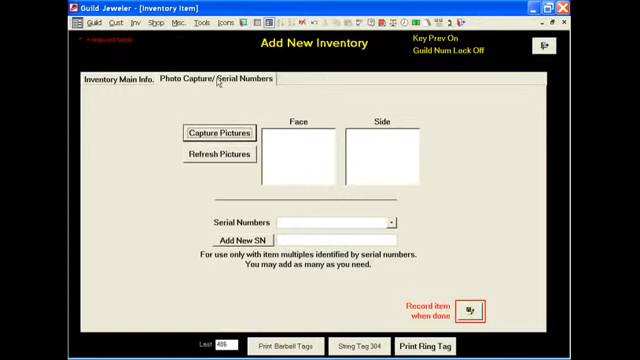 Guild Jeweler - [Inventory Item]
Guild Cust Inv Shop Items Tools Window Help
Add New Inventory
Key Prev On
Guild Num Lock Off
Inventory Main Info.
Photo Capture/ Serial Numbers
Capture Pictures
Refresh Pictures
Face
Side
Serial Numbers
Add New SN
For use only with item multiples identified by serial numbers.
You may add as many as you need.
Record item
when done
Last 486
Print Barbell Tags
String Tag 304
Print Ring Tag